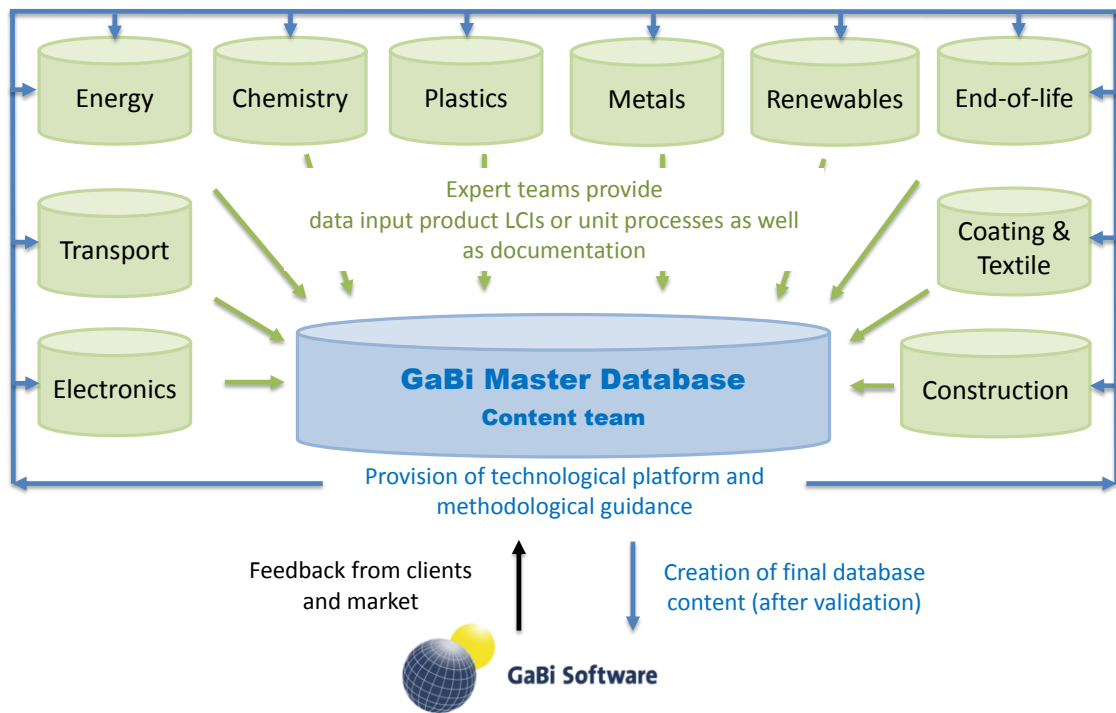 Energy
Chemistry
Plastics
Metals
Renewables
End-of-life
Expert teams provide
data input product LCIs or unit processes as well
as documentation
Transport
Coating &
Textile
Electronics
GaBi Master Database
Content team
Construction
Provision of technological platform and
methodological guidance
Feedback from clients
and market
Creation of final database
content (after validation)
GaBi Software